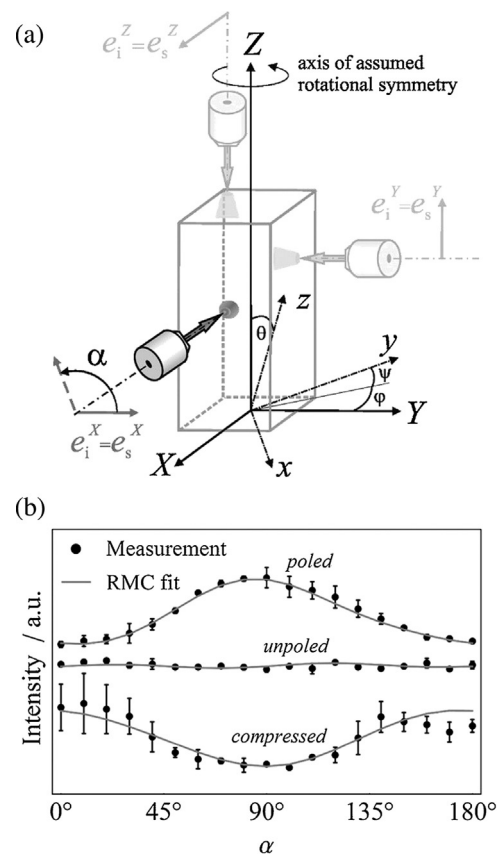 (a)
e_i^Z=e_s^Z
Z
axis of assumed
rotational symmetry
e_i^Y=e_s^Y
z
θ
α
y
ψ
φ
Y
e_i^X=e_s^X
X
x
(b)
Measurement
RMC fit
poled
unpoled
compressed
Intensity / a.u.
0° 45° 90° 135° 180°
α